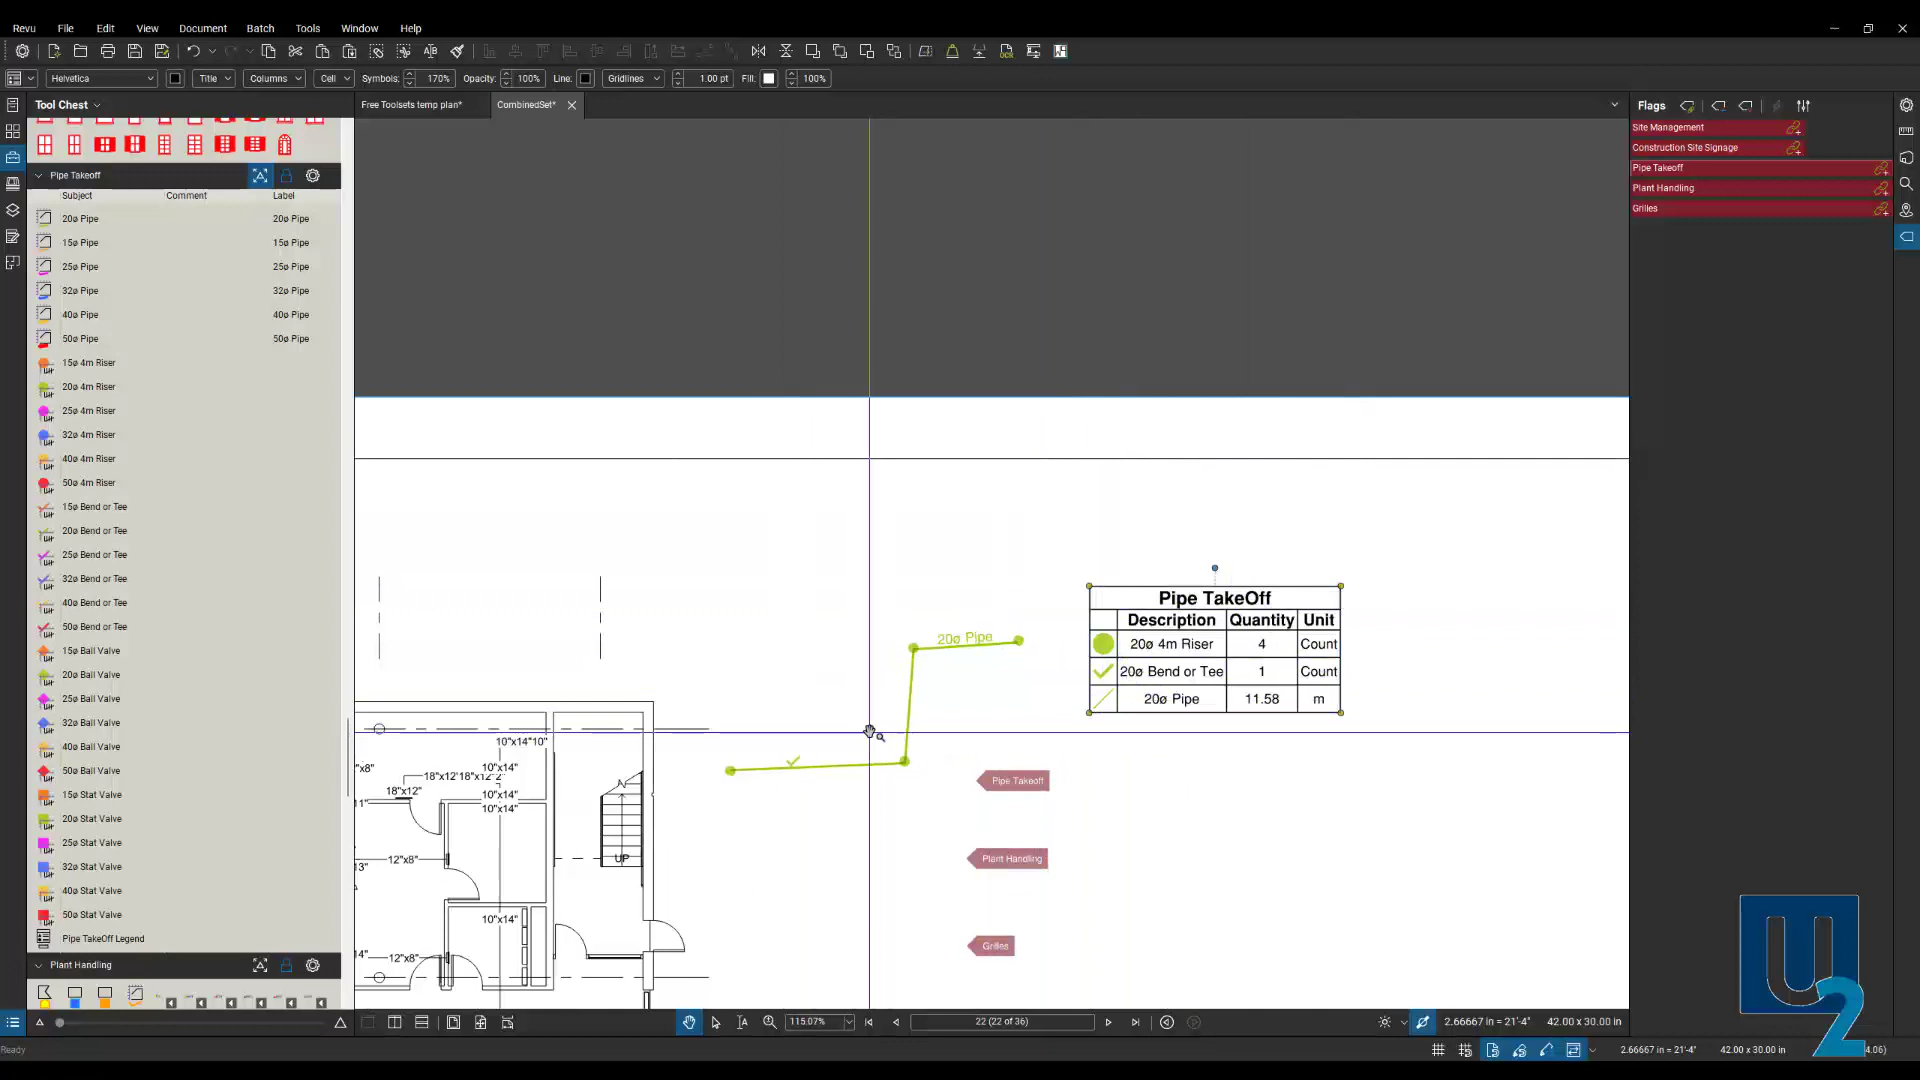 Revu File Edit View Document Batch Tools Window Help
Helvetica Title Columns Cell Symbols: 170% Opacity: 100% Line: Gridlines 1.00 pt Fill: 100%
Tool Chest
Free Toolsets temp plan* CombinedSet*
Flags
Site Management
Construction Site Signage
Pipe Takeoff
Plant Handling
Grilles
Pipe Takeoff
Subject Comment Label
20ø Pipe 20ø Pipe
15ø Pipe 15ø Pipe
25ø Pipe 25ø Pipe
32ø Pipe 32ø Pipe
40ø Pipe 40ø Pipe
50ø Pipe 50ø Pipe
15ø 4m Riser
20ø 4m Riser
25ø 4m Riser
32ø 4m Riser
40ø 4m Riser
50ø 4m Riser
15ø Bend or Tee
20ø Bend or Tee
25ø Bend or Tee
32ø Bend or Tee
40ø Bend or Tee
50ø Bend or Tee
15ø Ball Valve
20ø Ball Valve
25ø Ball Valve
32ø Ball Valve
40ø Ball Valve
50ø Ball Valve
15ø Stat Valve
20ø Stat Valve
25ø Stat Valve
32ø Stat Valve
40ø Stat Valve
50ø Stat Valve
Pipe TakeOff Legend
Plant Handling
20ø Pipe
Pipe TakeOff
Description Quantity Unit
20ø 4m Riser 4 Count
20ø Bend or Tee 1 Count
20ø Pipe 11.58 m
Pipe Takeoff
Plant Handling
Grilles
10"x14"10"
x8"
10"x14"
18"x12"18"x12"
18"x12"
10"x14"
10"x14"
12"x8"
UP
10"x14"
12"x8"
115.07% 22 (22 of 36) 2.66667 in = 21'-4" 42.00 x 30.00 in
Ready 2.66667 in = 21'-4" 42.00 x 30.00 in 4.06)
U2